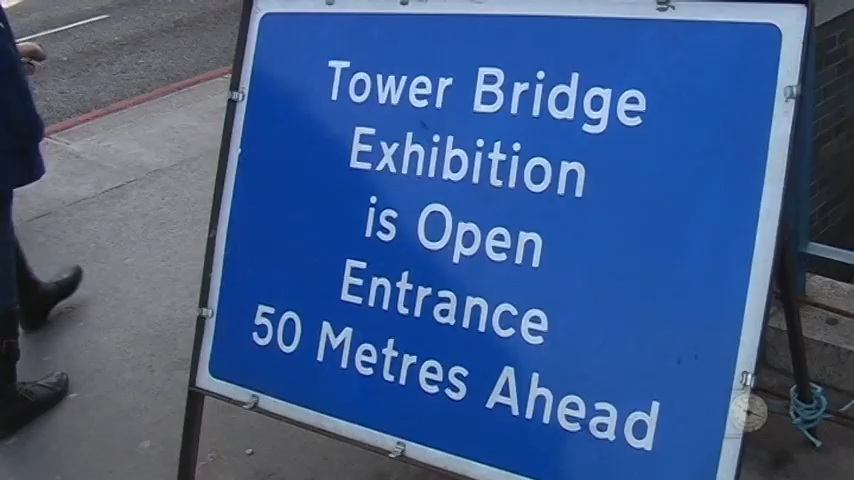 Tower Bridge
Exhibition
is Open
Entrance
50 Metres Ahead